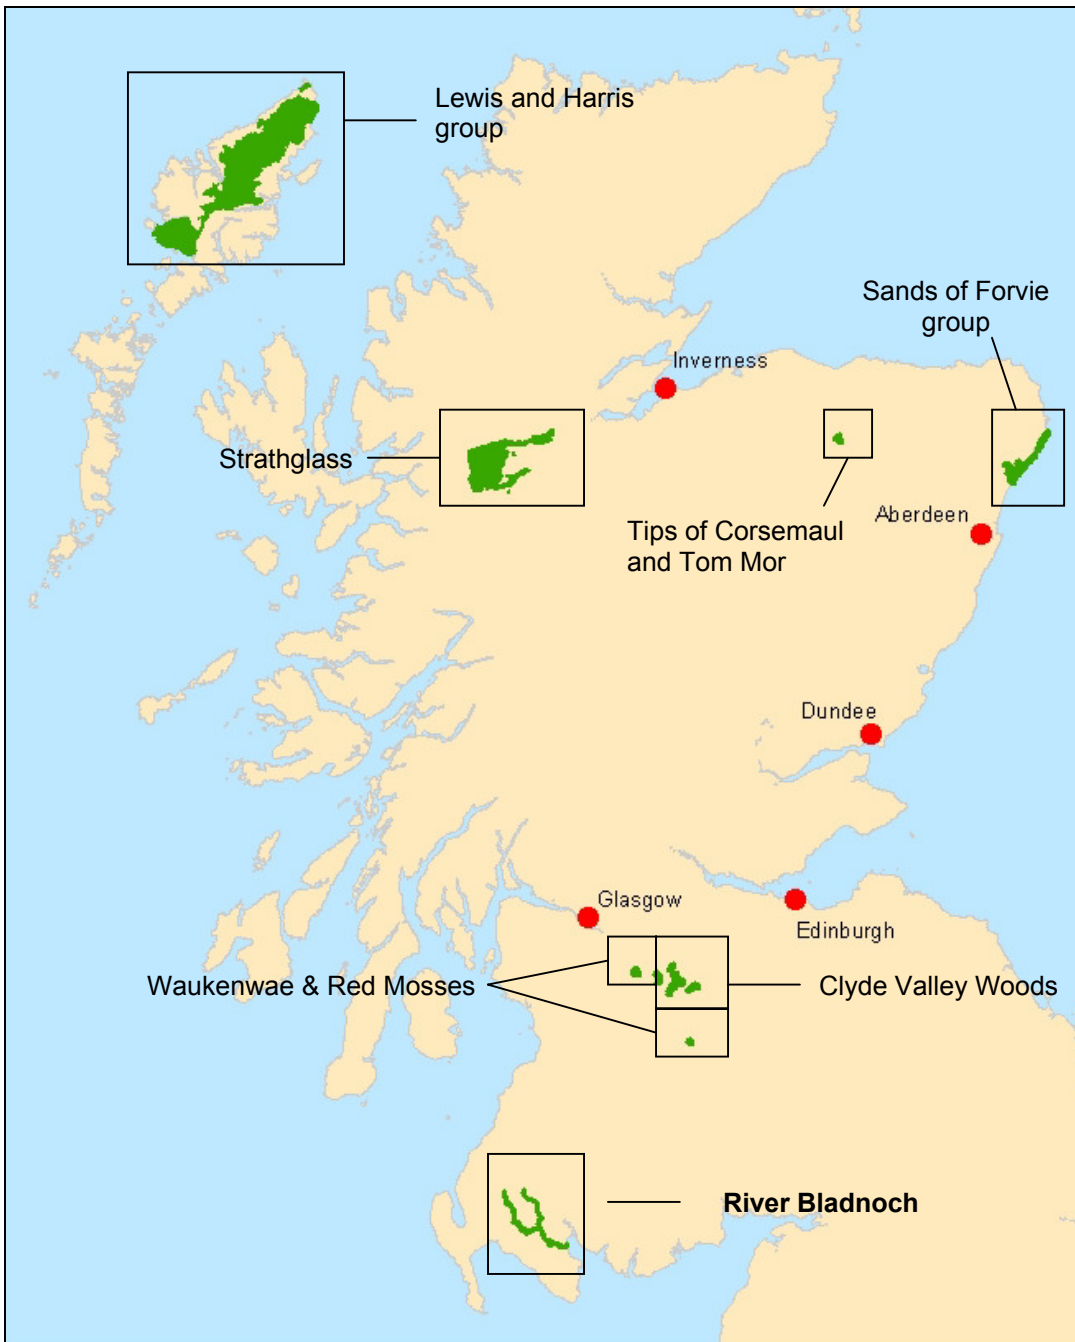 Lewis and Harris
group
Sands of Forvie
group
Inverness
Strathglass
Tips of Corsemaul
and Tom Mor
Aberdeen
Dundee
Glasgow
Edinburgh
Waukenwae & Red Mosses
Clyde Valley Woods
River Bladnoch